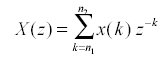 X(z) = \sum_{k=n_1}^{n_2} x(k) z^{-k}